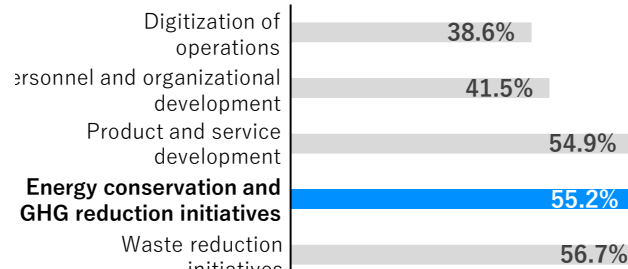 Digitization of
operations
38.6%
ersonnel and organizational
development
41.5%
Product and service
development
54.9%
Energy conservation and
GHG reduction initiatives
55.2%
Waste reduction
initiatives
56.7%